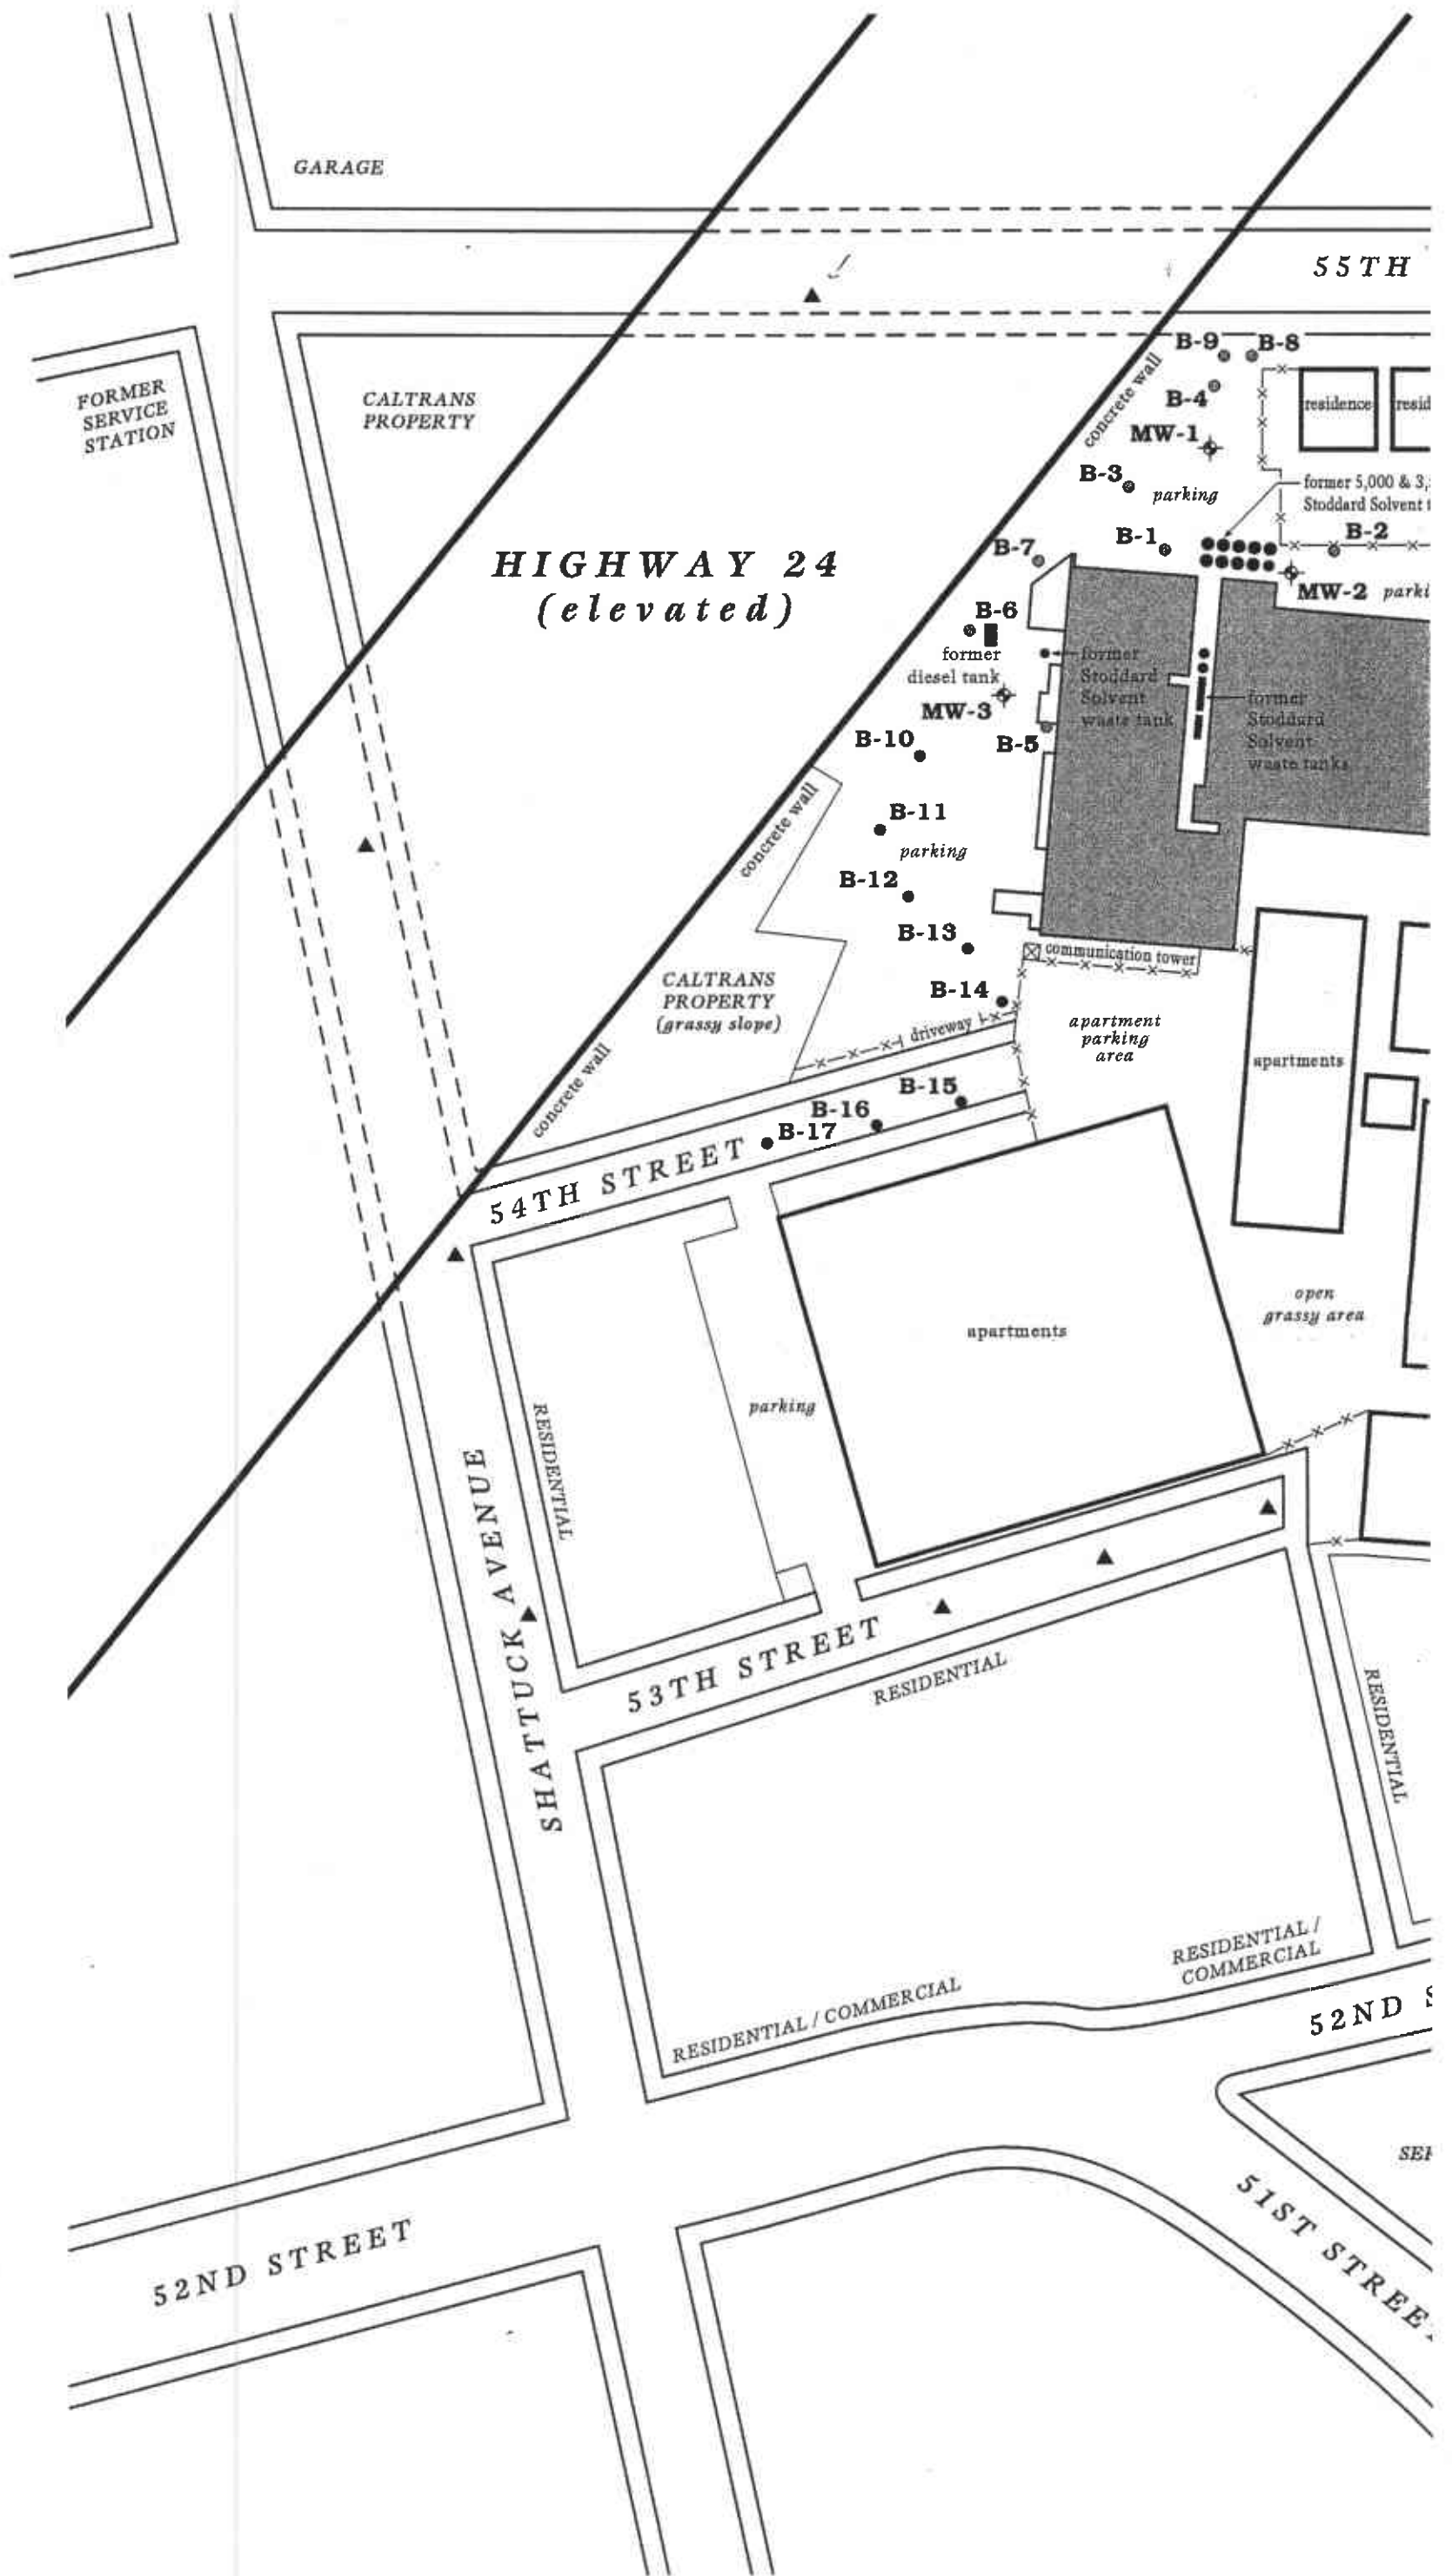 GARAGE
55TH
B-9
B-8
FORMER
SERVICE
STATION
CALTRANS
PROPERTY
concrete wall
B-4
residence
resid
MW-1
B-3
parking
former 5,000 & 3,
Stoddard Solvent
B-1
B-2
HIGHWAY 24
(elevated)
B-7
MW-2
parki
B-6
former
diesel tank
former
Stoddard
Solvent
waste tank
former
Stoddard
Solvent
waste tanks
MW-3
B-10
B-5
concrete wall
B-11
parking
B-12
B-13
communication tower
CALTRANS
PROPERTY
(grassy slope)
B-14
driveway
apartment
parking
area
apartments
concrete wall
B-15
B-16
B-17
54TH STREET
open
grassy area
apartments
parking
RESIDENTIAL
SHATTUCK AVENUE
53TH STREET
RESIDENTIAL
RESIDENTIAL
RESIDENTIAL /
COMMERCIAL
RESIDENTIAL / COMMERCIAL
52ND S
SER
51ST STREE
52ND STREET